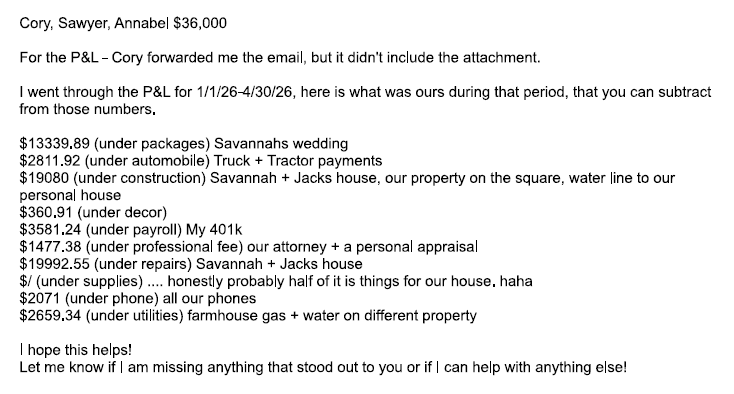 Cory, Sawyer, Annabel $36,000
For the P&L – Cory forwarded me the email, but it didn't include the attachment.
I went through the P&L for 1/1/26-4/30/26, here is what was ours during that period, that you can subtract
from those numbers.
$13339.89 (under packages) Savannahs wedding
$2811.92 (under automobile) Truck + Tractor payments
$19080 (under construction) Savannah + Jacks house, our property on the square, water line to our
personal house
$360.91 (under decor)
$3581.24 (under payroll) My 401k
$1477.38 (under professional fee) our attorney + a personal appraisal
$19992.55 (under repairs) Savannah + Jacks house
$/ (under supplies) .... honestly probably half of it is things for our house, haha
$2071 (under phone) all our phones
$2659.34 (under utilities) farmhouse gas + water on different property
I hope this helps!
Let me know if I am missing anything that stood out to you or if I can help with anything else!